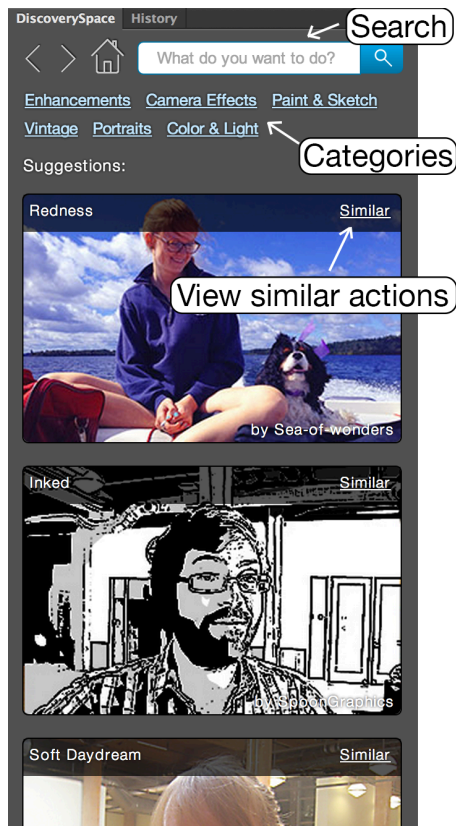 DiscoverySpace History
Search
What do you want to do?
Enhancements Camera Effects Paint & Sketch
Vintage Portraits Color & Light
Categories
Suggestions:
Redness Similar
View similar actions
by Sea-of-wonders
Inked Similar
by SpoonGraphics
Soft Daydream Similar